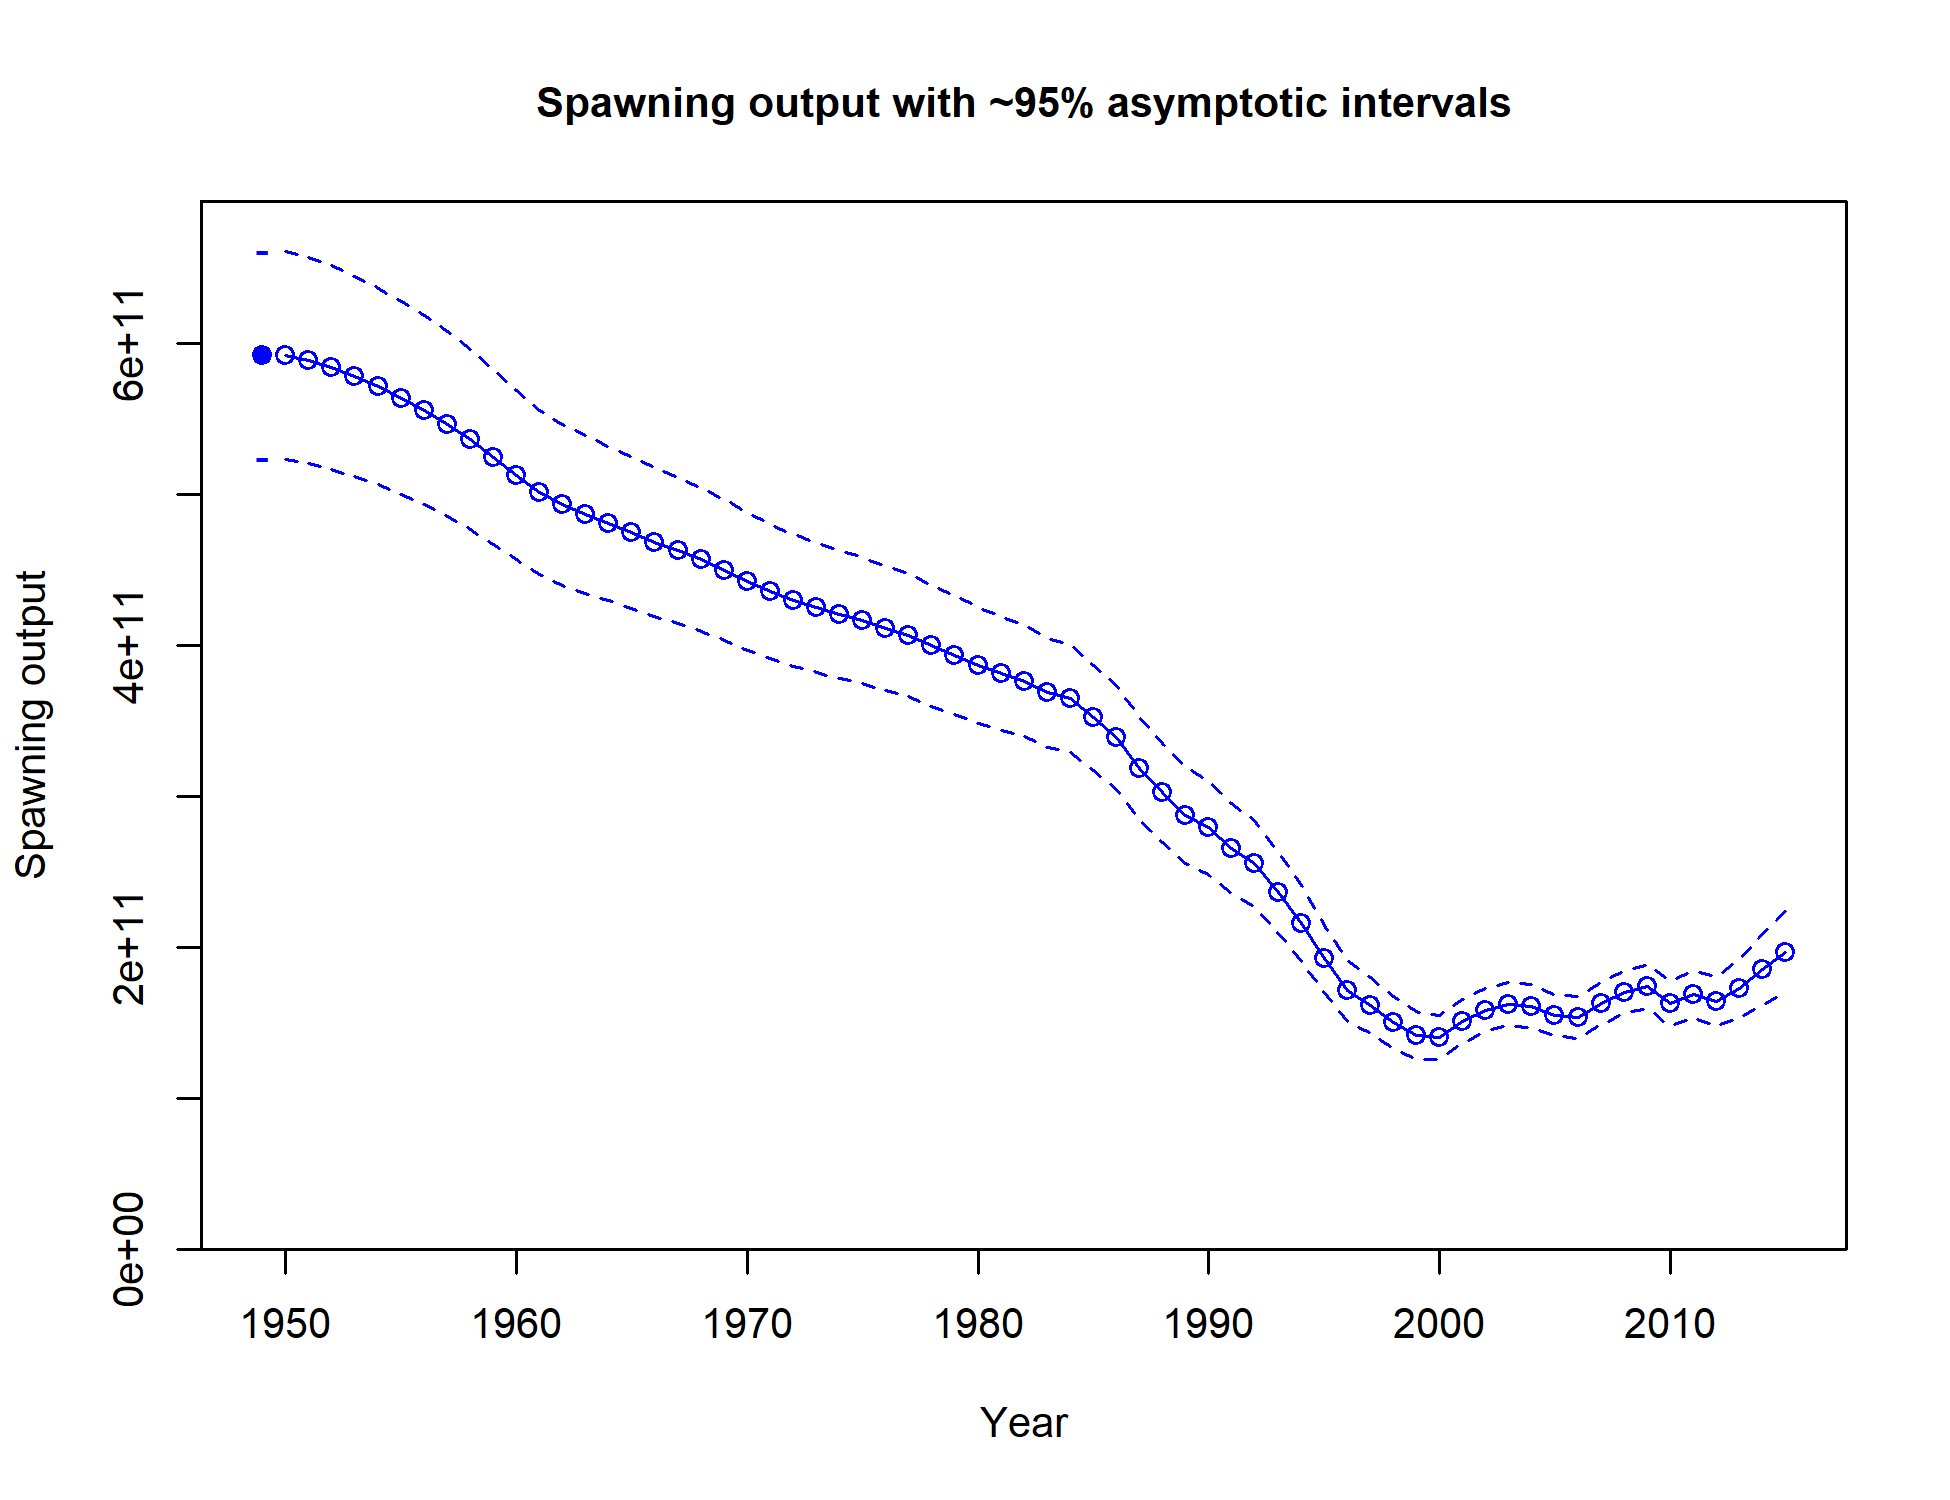 Spawning output with ~95% asymptotic intervals
Spawning output
6e+11
4e+11
2e+11
0e+00
1950 1960 1970 1980 1990 2000 2010
Year